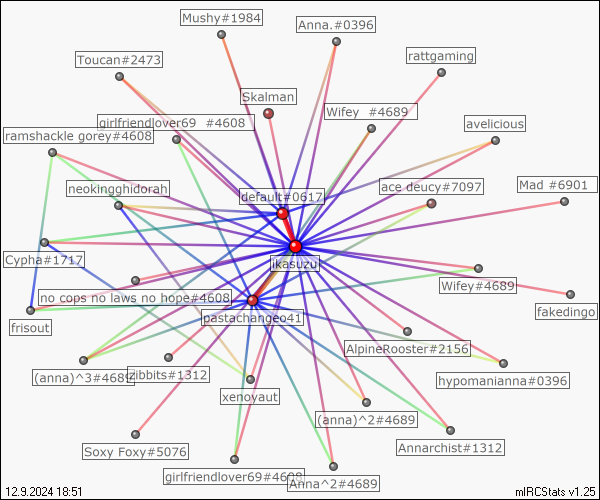 Mushy#1984
Anna.#0396
rattgaming
Toucan#2473
Skalman
girlfriendlover69 #4608
Wifey #4689
avelicious
ramshackle gorey#4608
neokingghidorah
default#0617
ace deucy#7097
Mad #6901
Cypha#1717
ikasuzu
Wifey#4689
no cops no laws no hope#4608
fakedingo
frisout
pastachangeo41
AlpineRooster#2156
(anna)^3#4689
zibbits#1312
hypomanianna#0396
xenoyaut
(anna)^2#4689
Soxy Foxy#5076
Annarchist#1312
girlfriendlover69#4608
Anna^2#4689
12.9.2024 18:51
mIRCStats v1.25